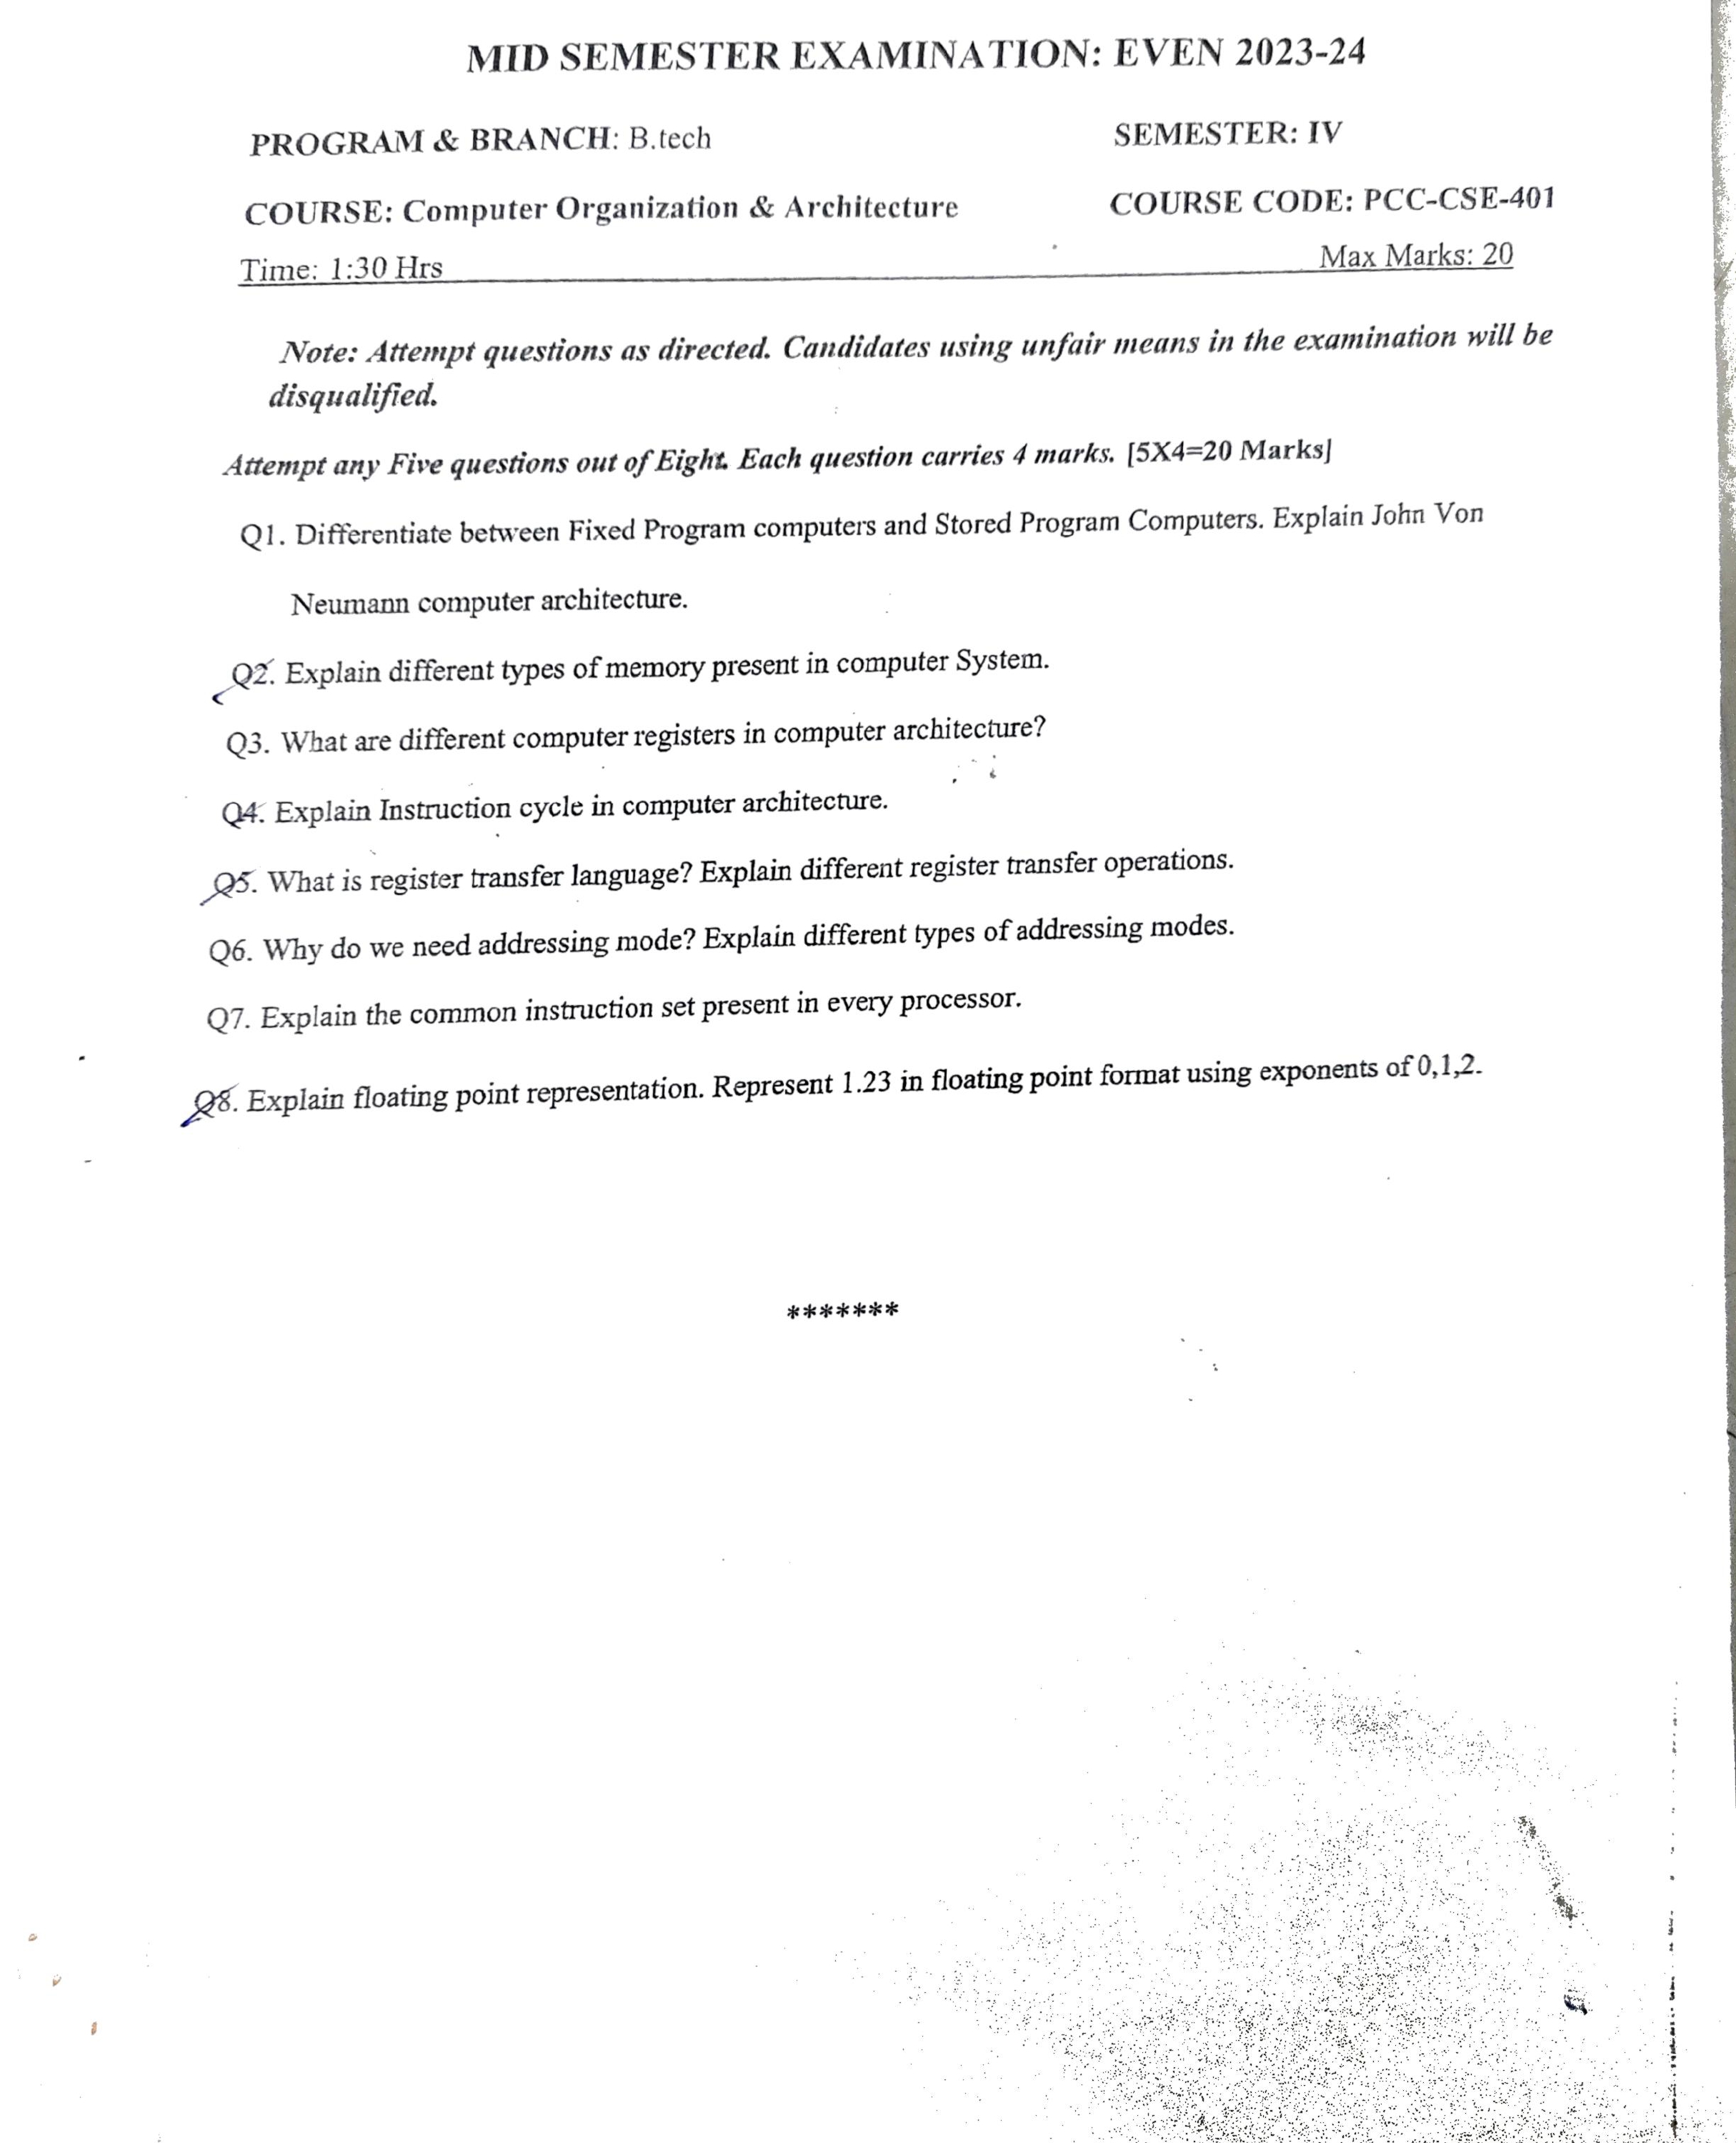 MID SEMESTER EXAMINATION: EVEN 2023-24
PROGRAM & BRANCH: B.tech SEMESTER: IV
COURSE: Computer Organization & Architecture COURSE CODE: PCC-CSE-401
Time: 1:30 Hrs Max Marks: 20
Note: Attempt questions as directed. Candidates using unfair means in the examination will be
disqualified.
Attempt any Five questions out of Eight. Each question carries 4 marks. [5X4=20 Marks]
Q1. Differentiate between Fixed Program computers and Stored Program Computers. Explain John Von
Neumann computer architecture.
Q2. Explain different types of memory present in computer System.
Q3. What are different computer registers in computer architecture?
Q4. Explain Instruction cycle in computer architecture.
Q5. What is register transfer language? Explain different register transfer operations.
Q6. Why do we need addressing mode? Explain different types of addressing modes.
Q7. Explain the common instruction set present in every processor.
Q8. Explain floating point representation. Represent 1.23 in floating point format using exponents of 0,1,2.
*******